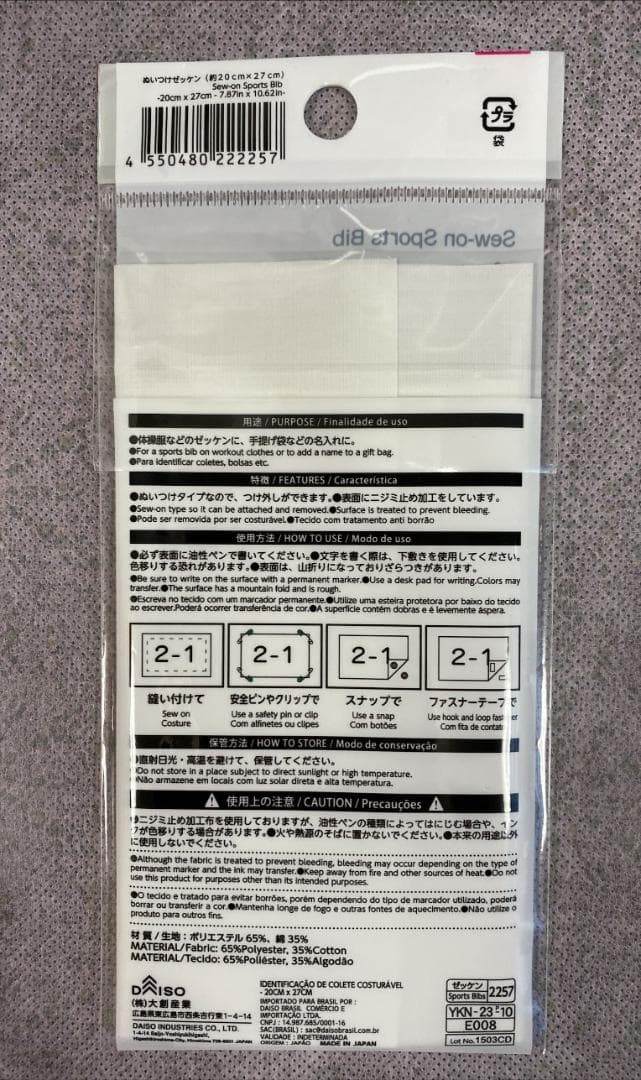 ぬいつけゼッケン（約20cm×27cm）
Sew-on Sports Bib
-20cm x 27cm - 7.87in x 10.62in-
4 550480 222257
プラ
袋
Sew-on Sports Bib
用途 / PURPOSE / Finalidade de uso
●体操服などのゼッケンに、手提げ袋などの名入れに。
●For a sports bib on workout clothes or to add a name to a gift bag.
●Para identificar coletes, bolsas etc.
特徴 / FEATURES / Característica
●ぬいつけタイプなので、つけ外しができます。●表面にニジミ止め加工をしています。
●Sew-on type so it can be attached and removed.●Surface is treated to prevent bleeding.
●Pode ser removida por ser costurável.●Tecido com tratamento anti borrão
使用方法 / HOW TO USE / Modo de uso
●必ず表面に油性ペンで書いてください。●文字を書く際は、下敷きを使用してください。
色移りする恐れがあります。●表面は、山折りになっておりざらつきがあります。
●Be sure to write on the surface with a permanent marker.●Use a desk pad for writing.Colors may
transfer.●The surface has a mountain fold and is rough.
●Escreva no tecido com um marcador permanente.●Utilize uma esteira protetora por baixo do tecido
ao escrever.Poderá ocorrer transferência de cor.●A superfície contém dobras e é levemente áspera.
2-1 2-1 2-1 2-1
縫い付けて 安全ピンやクリップで スナップで ファスナーテープで
Sew on Use a safety pin or clip Use a snap Use hook and loop fastener
Costure Com alfinetes ou clipes Com botões Com fita de contato
保管方法 / HOW TO STORE / Modo de conservação
●直射日光・高温を避けて、保管してください。
●Do not store in a place subject to direct sunlight or high temperature.
●Não armazene em locais com luz solar direta e alta temperatura.
使用上の注意 / CAUTION / Precauções
●ニジミ止め加工布を使用しておりますが、油性ペンの種類によってはにじむ場合や、イン
クが色移りする場合があります。●火や熱源のそばに置かないでください。●本来の用途以外
に使用しないでください。
●Although the fabric is treated to prevent bleeding, bleeding may occur depending on the type of
permanent marker and the ink may transfer.●Keep away from fire and other sources of heat.●Do not
use this product for purposes other than its intended purposes.
●O tecido e tratado para evitar borrões, porém dependendo do tipo de marcador utilizado, poderá
borrar ou transferir a cor.●Mantenha longe de fogo e outras fontes de aquecimento.●Não utilize o
produto para outros fins.
材質 / 生地：ポリエステル 65%、綿 35%
MATERIAL/Fabric: 65%Polyester, 35%Cotton
MATERIAL/Tecido: 65%Poliéster, 35%Algodão
DAISO
(株)大創産業
広島県東広島市西条吉行東1-4-14
DAISO INDUSTRIES CO., LTD.
1-4-14 Saijo-Yoshiyukihigashi,
Higashihiroshima-City, Hiroshima 739-8501 JAPAN
IDENTIFICAÇÃO DE COLETE COSTURÁVEL
- 20CM X 27CM
IMPORTADO PARA BRASIL POR :
DAISO BRASIL COMÉRCIO E
IMPORTAÇÃO LTDA.
CNPJ : 14.987.685/0001-16
SAC(BRASIL) : sac@daisobrasil.com.br
VALIDADE : INDETERMINADA
ORIGEM : JAPÃO MADE IN JAPAN
ゼッケン
Sports Bibs 2257
YKN-23 10
E008
Lot No.1503CD